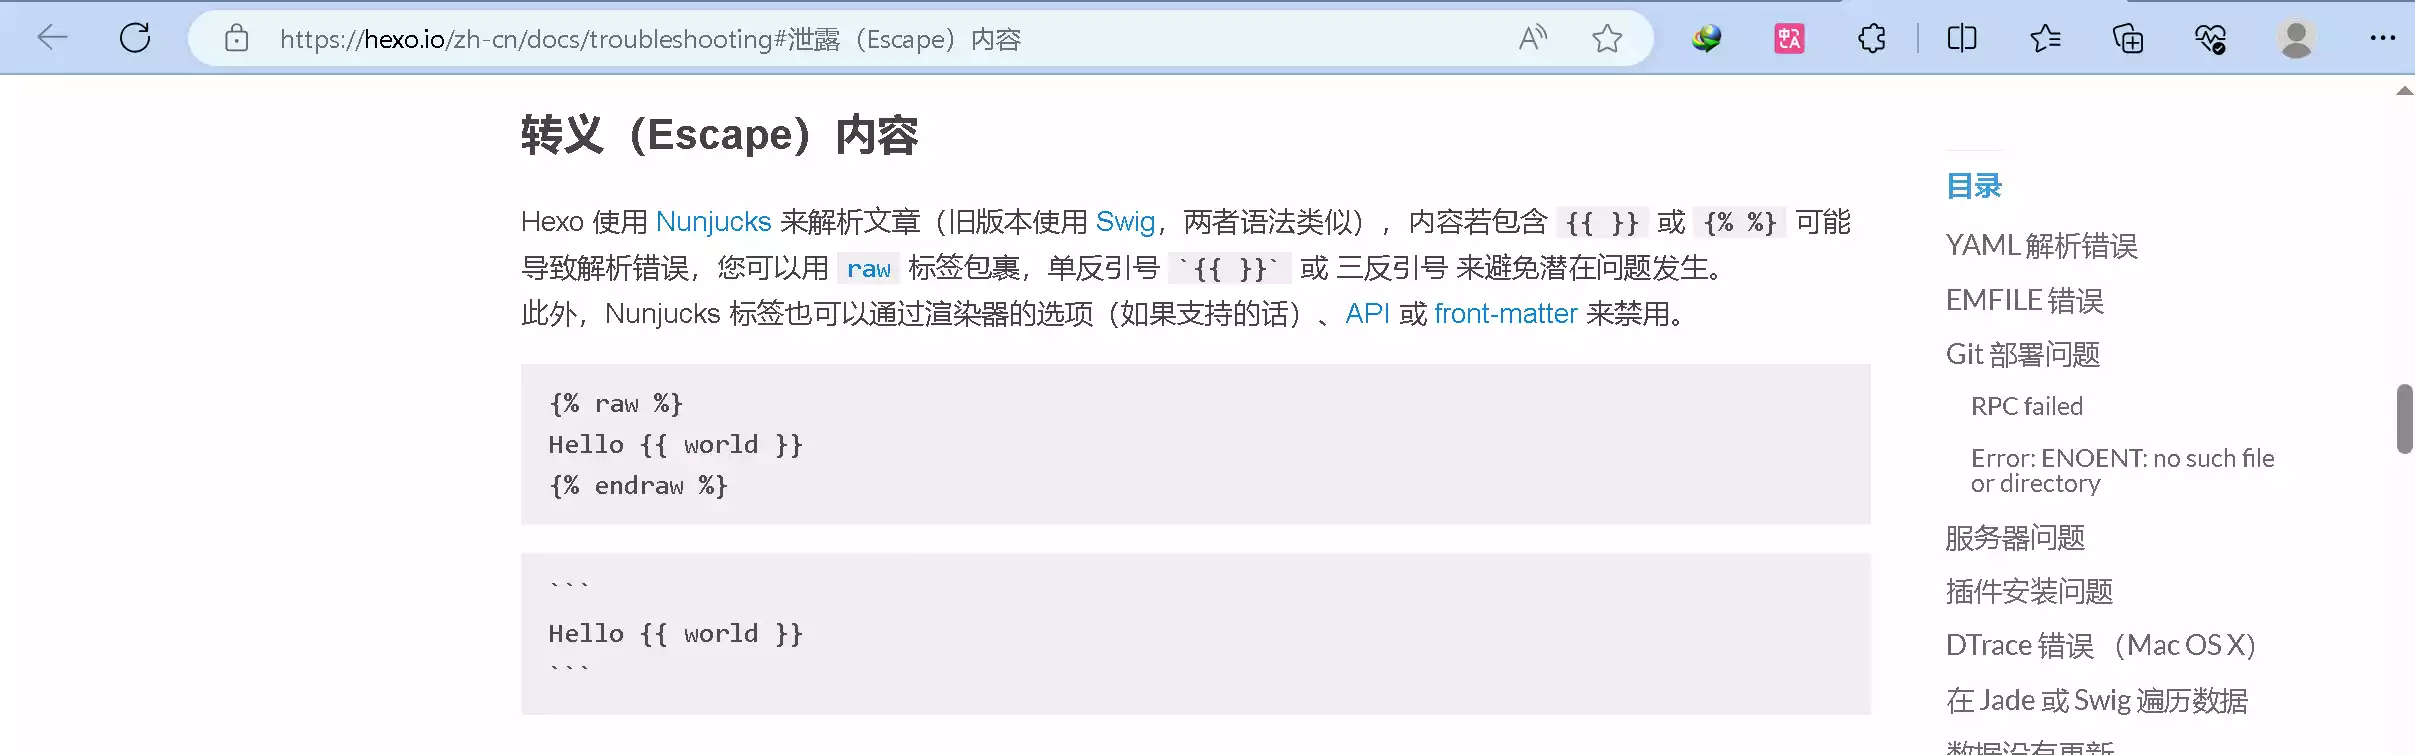 https://hexo.io/zh-cn/docs/troubleshooting#泄露（Escape）内容
转义（Escape）内容
Hexo 使用 Nunjucks 来解析文章（旧版本使用 Swig，两者语法类似），内容若包含 {{ }} 或 {% %} 可能
导致解析错误，您可以用 raw 标签包裹，单反引号 `{{ }}` 或 三反引号 来避免潜在问题发生。
此外，Nunjucks 标签也可以通过渲染器的选项（如果支持的话）、API 或 front-matter 来禁用。
{% raw %}
Hello {{ world }}
{% endraw %}
```
Hello {{ world }}
```
目录
YAML 解析错误
EMFILE 错误
Git 部署问题
RPC failed
Error: ENOENT: no such file
or directory
服务器问题
插件安装问题
DTrace 错误 （Mac OS X）
在 Jade 或 Swig 遍历数据
数据没有更新